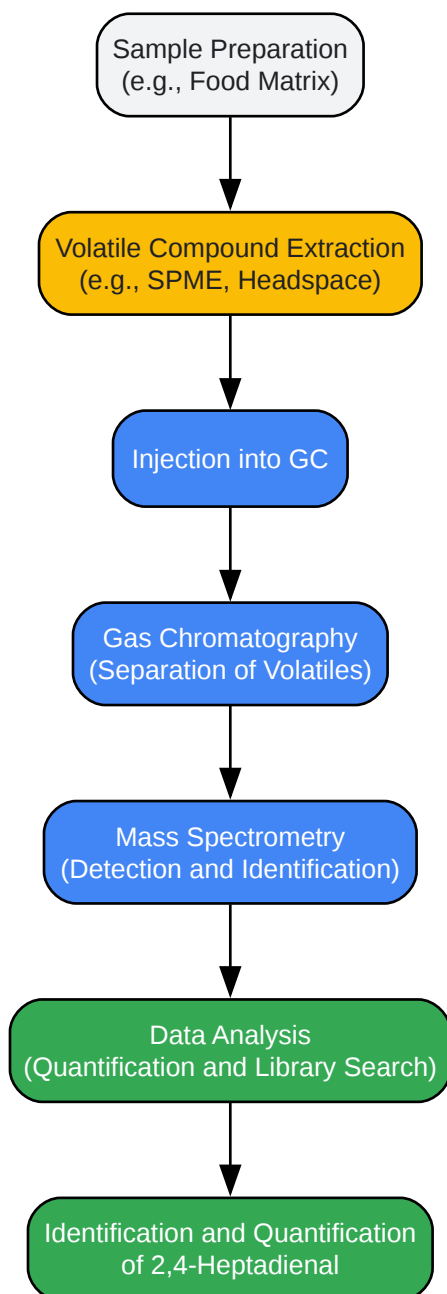 Sample Preparation
(e.g., Food Matrix)
Volatile Compound Extraction
(e.g., SPME, Headspace)
Injection into GC
Gas Chromatography
(Separation of Volatiles)
Mass Spectrometry
(Detection and Identification)
Data Analysis
(Quantification and Library Search)
Identification and Quantification
of 2,4-Heptadienal